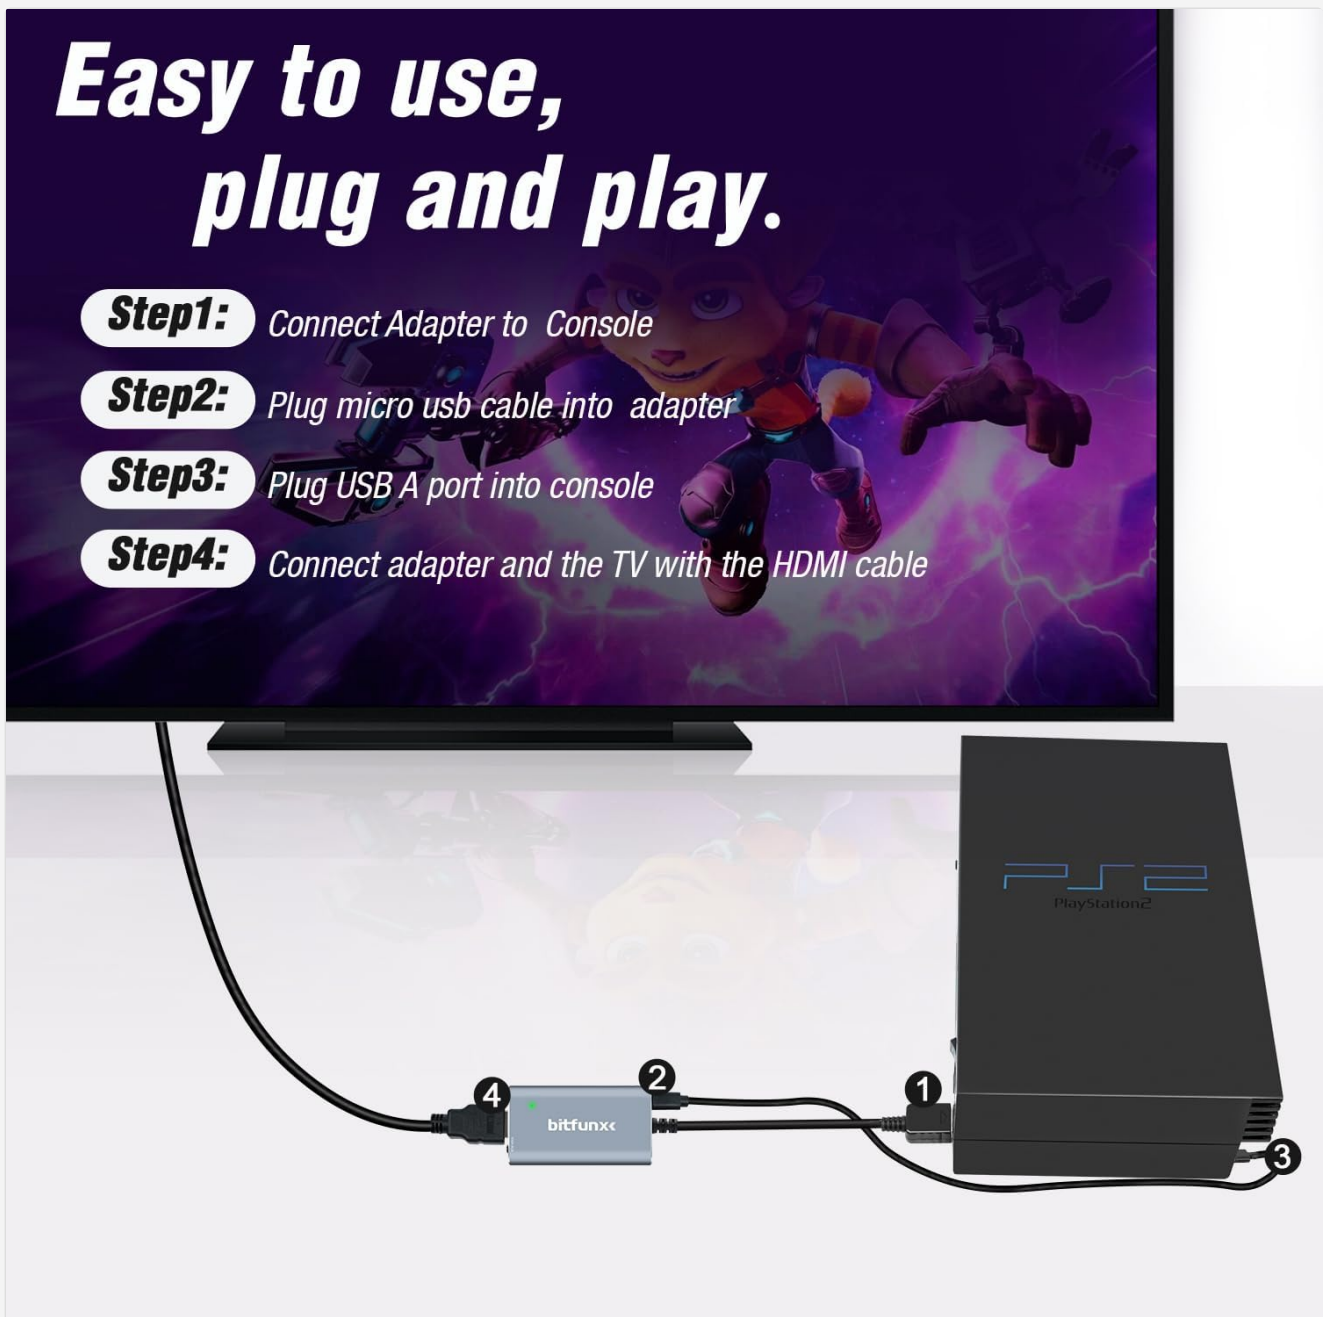 Easy to use,
plug and play.
Step1: Connect Adapter to Console
Step2: Plug micro usb cable into adapter
Step3: Plug USB A port into console
Step4: Connect adapter and the TV with the HDMI cable
PS2
PlayStation2
4
2
1
bitfunx
3